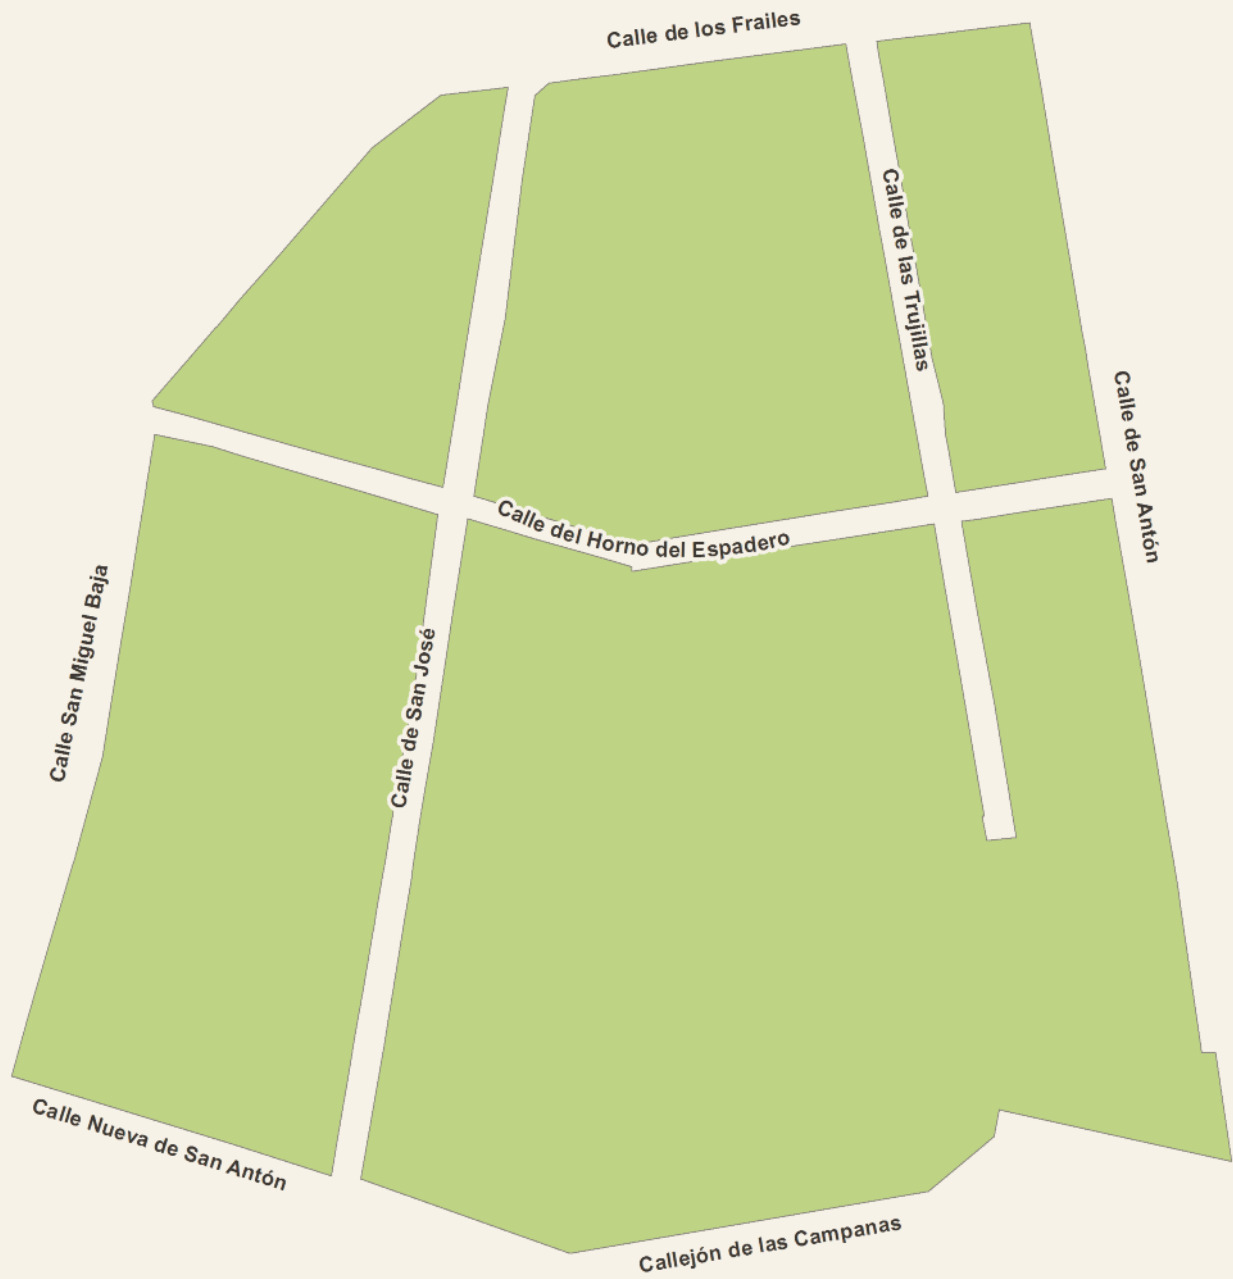 Calle de los Frailes
Calle de las Trujillas
Calle de San Antón
Calle del Horno del Espadero
Calle San Miguel Baja
Calle de San José
Calle Nueva de San Antón
Callejón de las Campanas